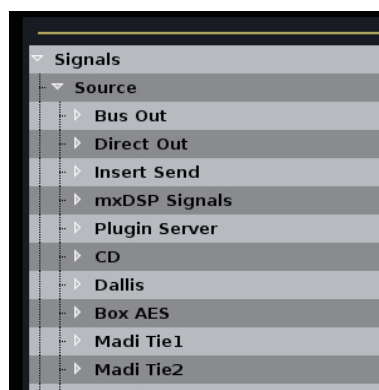 Signals
Source
Bus Out
Direct Out
Insert Send
mxDSP Signals
Plugin Server
CD
Dallis
Box AES
Madi Tie1
Madi Tie2